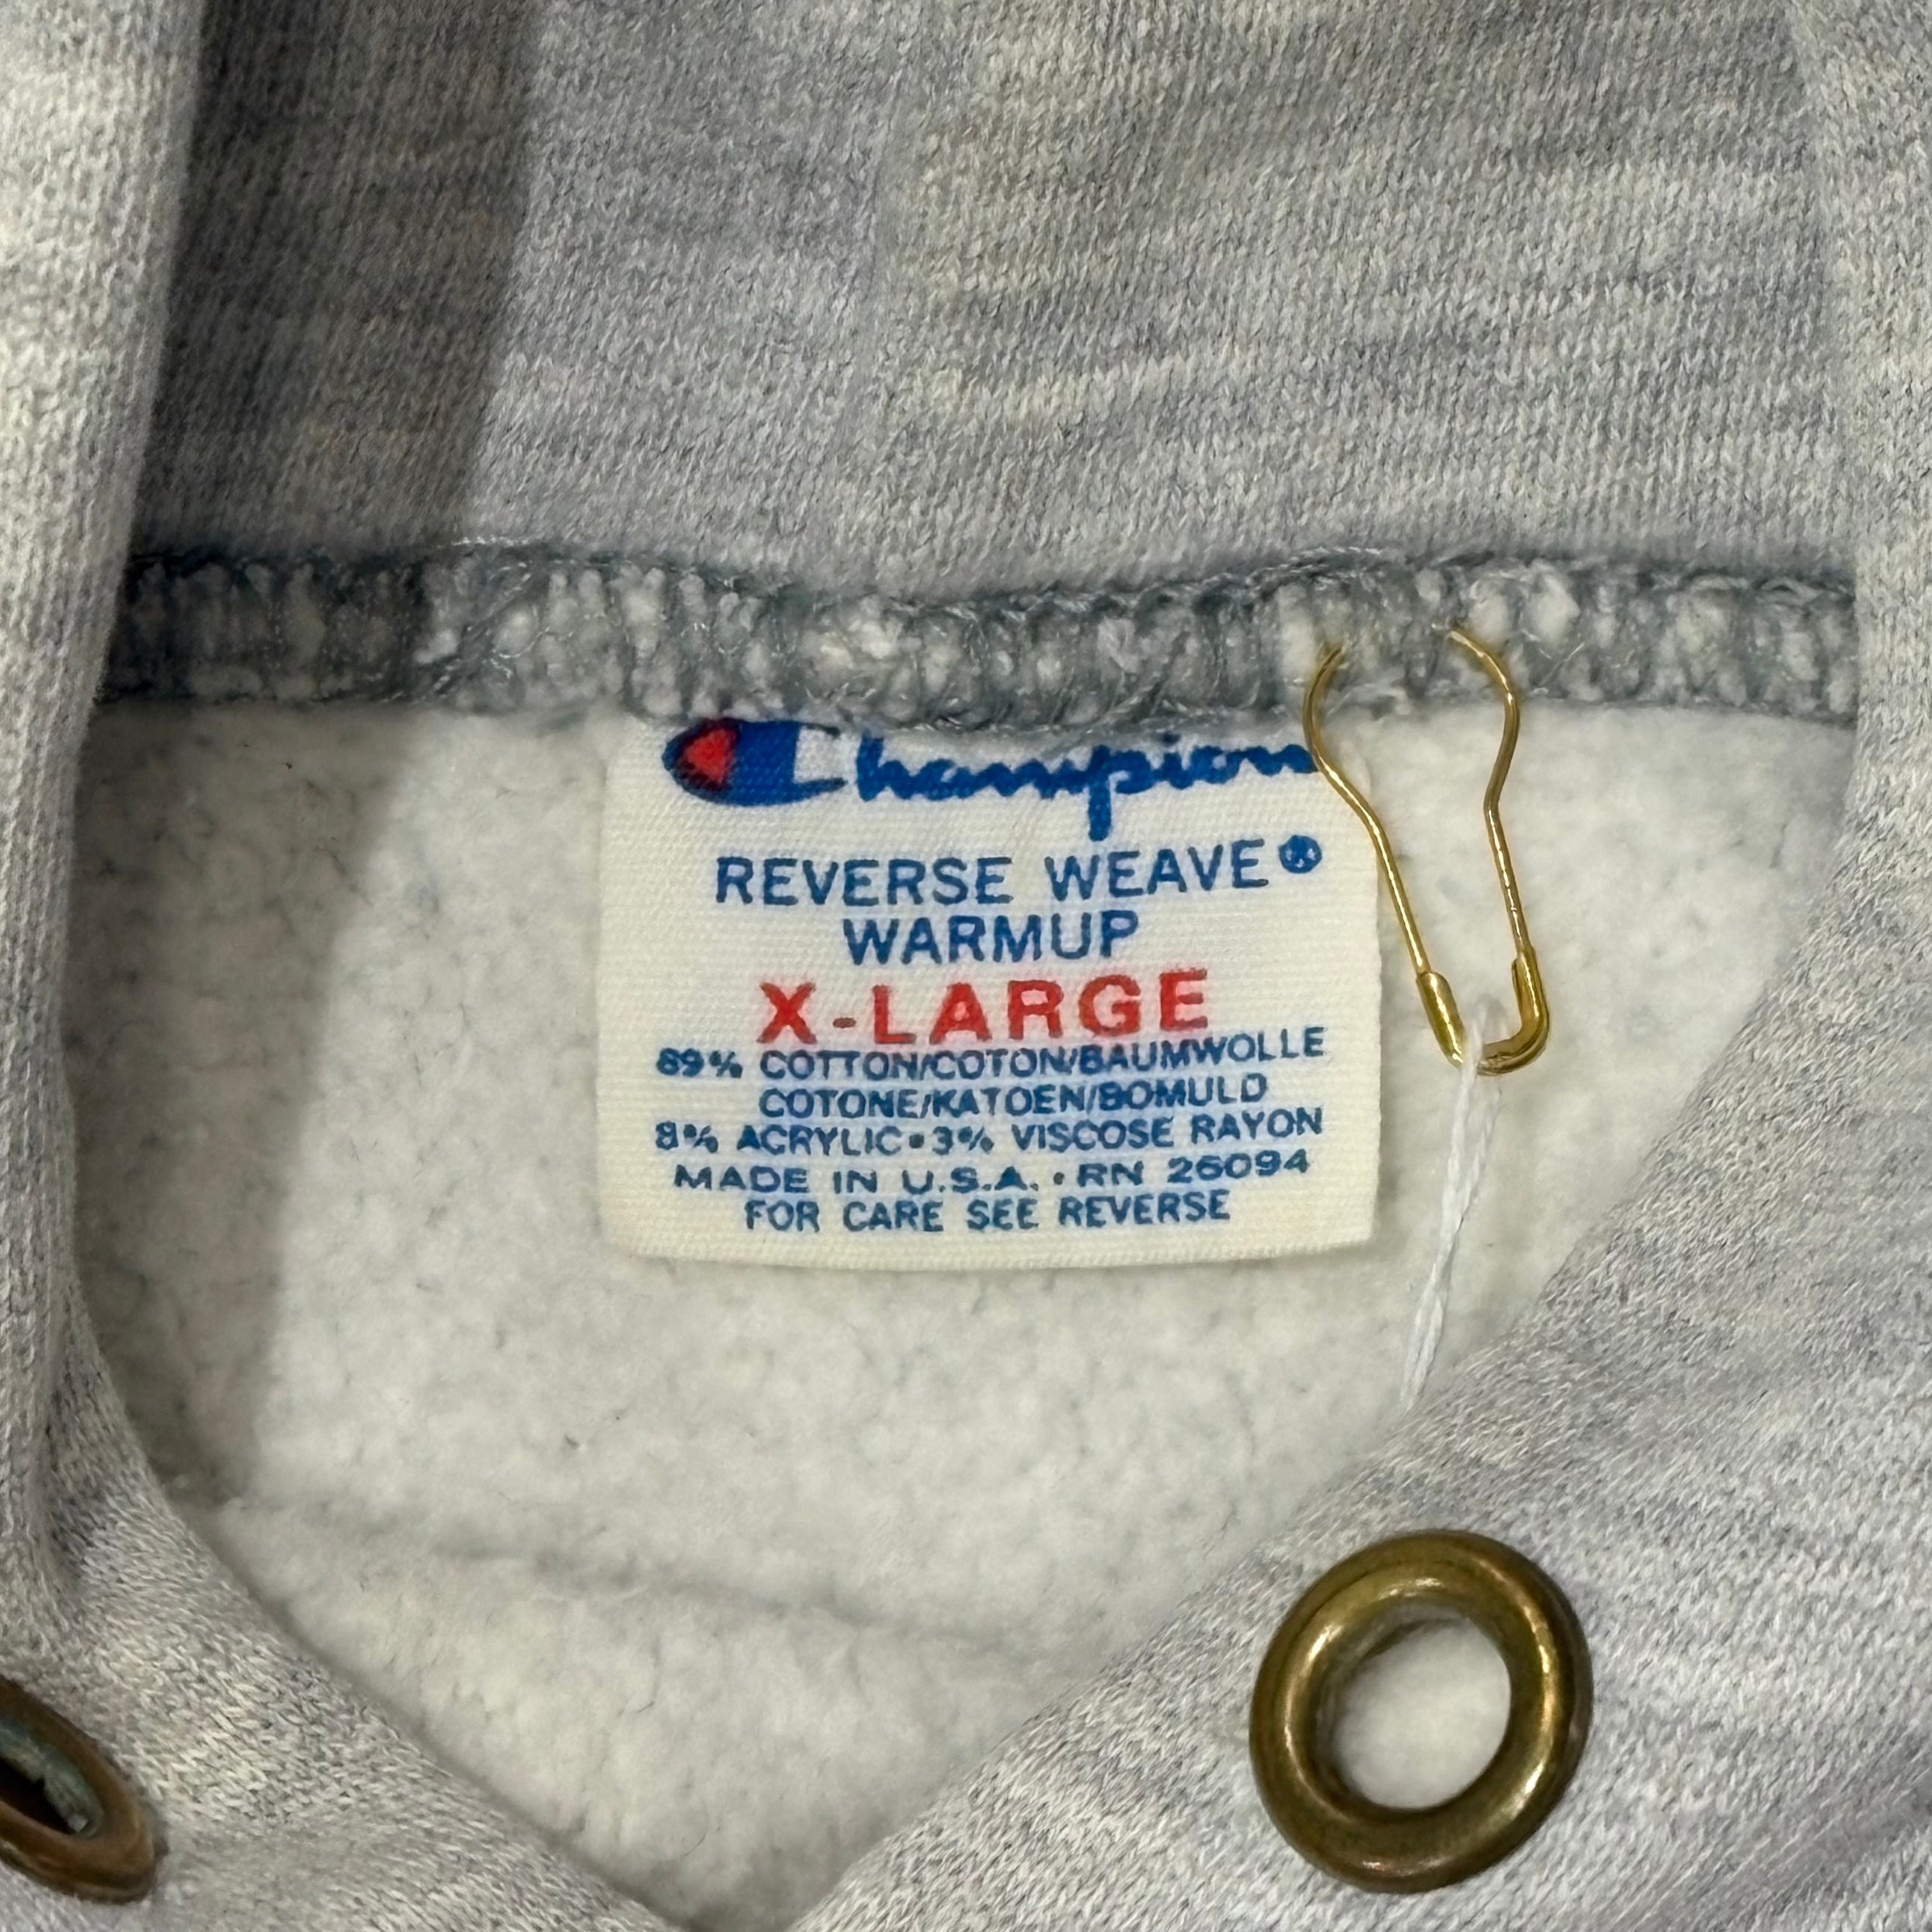 Champion
REVERSE WEAVE®
WARMUP
X-LARGE
89% COTTON/COTON/BAUMWOLLE
COTONE/KATOEN/BOMULD
8% ACRYLIC•3% VISCOSE RAYON
MADE IN U.S.A. • RN 26094
FOR CARE SEE REVERSE